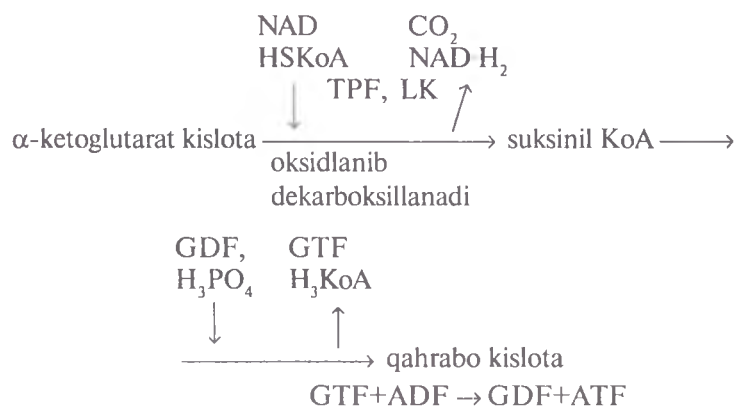 NAD CO₂
HSKoA NAD H₂
TPF, LK
α-ketoglutarat kislota → suksinil KoA →
oksidlanib
dekarboksillanadi
GDF, GTF
H₃PO₄ H₃KoA
→ qahrabo kislota
GTF+ADF → GDF+ATF